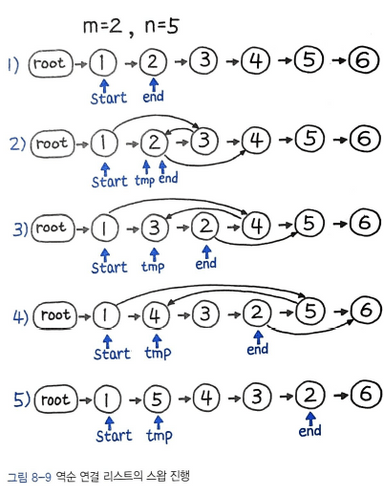 m=2, n=5
1) root 1 2 3 4 5 6
Start end
2) root 1 2 3 4 5 6
Start tmp end
3) root 1 3 2 4 5 6
Start tmp end
4) root 1 4 3 2 5 6
Start tmp end
5) root 1 5 4 3 2 6
Start tmp end
그림 8-9 역순 연결 리스트의 스왑 진행